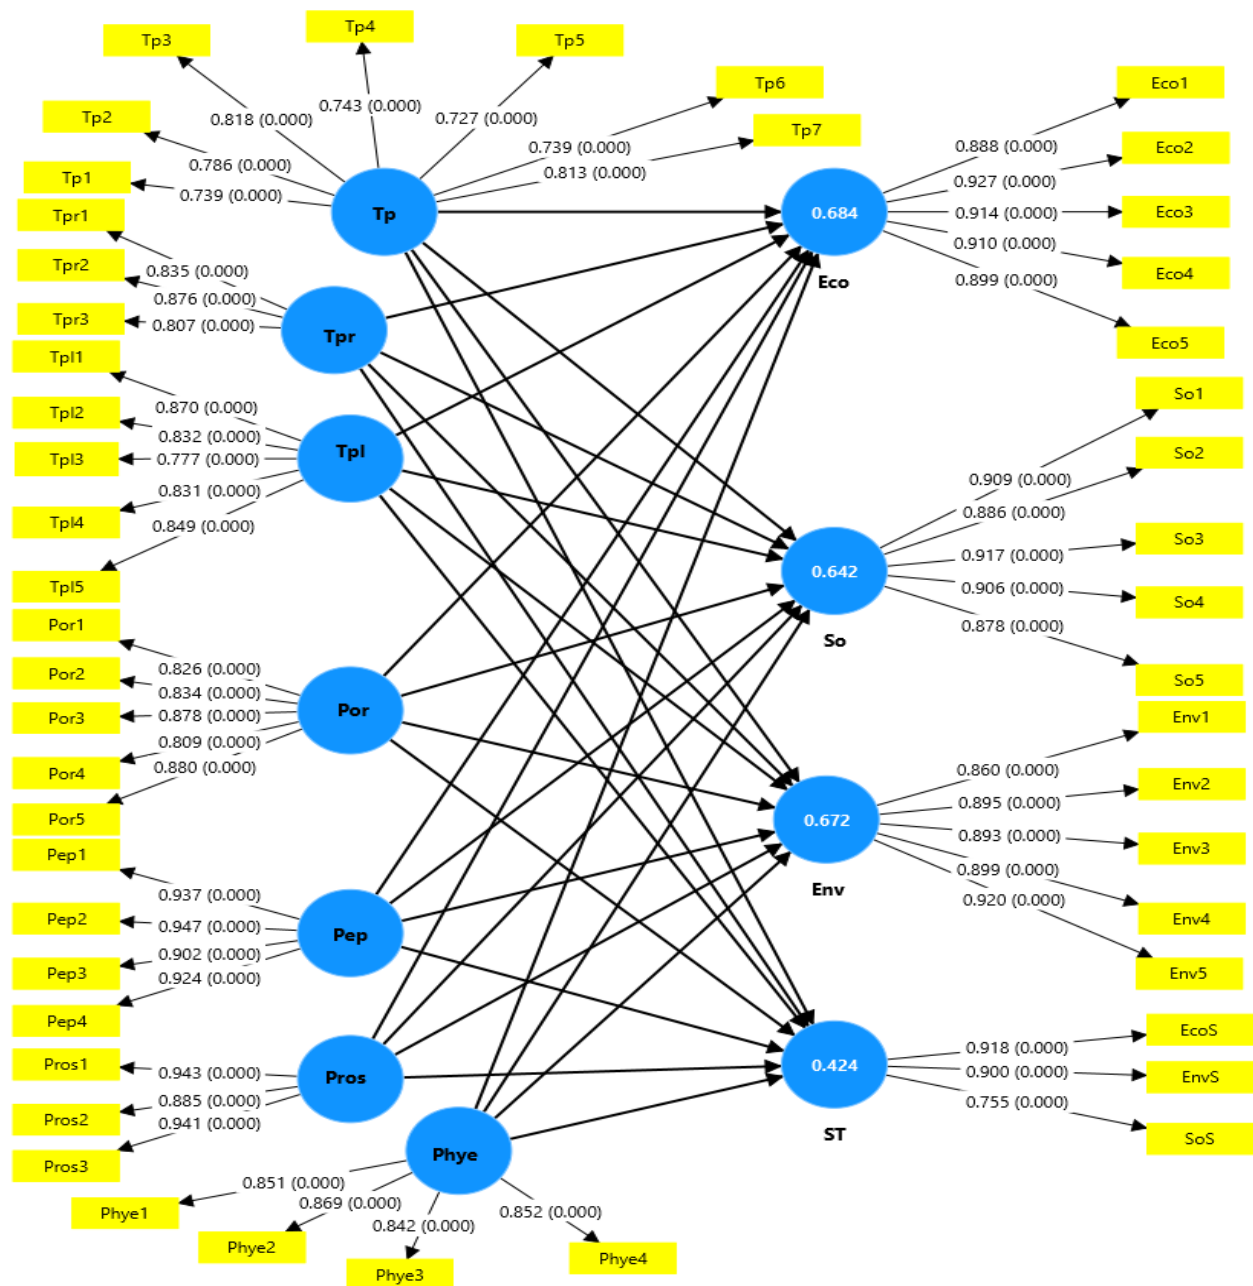 Tp3
Tp4
Tp5
Tp6
Tp7
Tp2
Tp1
0.818 (0.000)
0.743 (0.000)
0.727 (0.000)
0.739 (0.000)
0.813 (0.000)
0.786 (0.000)
0.739 (0.000)
Tp
Tpr1
Tpr2
Tpr3
0.835 (0.000)
0.876 (0.000)
0.807 (0.000)
Tpr
Tpl1
Tpl2
Tpl3
Tpl4
Tpl5
0.870 (0.000)
0.832 (0.000)
0.777 (0.000)
0.831 (0.000)
0.849 (0.000)
Tpl
Por1
Por2
Por3
Por4
Por5
0.826 (0.000)
0.834 (0.000)
0.878 (0.000)
0.809 (0.000)
0.880 (0.000)
Por
Pep1
Pep2
Pep3
Pep4
0.937 (0.000)
0.947 (0.000)
0.902 (0.000)
0.924 (0.000)
Pep
Pros1
Pros2
Pros3
0.943 (0.000)
0.885 (0.000)
0.941 (0.000)
Pros
Phye
0.851 (0.000)
0.869 (0.000)
0.842 (0.000)
0.852 (0.000)
Phye1
Phye2
Phye3
Phye4
0.684
Eco
0.888 (0.000)
0.927 (0.000)
0.914 (0.000)
0.910 (0.000)
0.899 (0.000)
Eco1
Eco2
Eco3
Eco4
Eco5
0.642
So
0.909 (0.000)
0.886 (0.000)
0.917 (0.000)
0.906 (0.000)
0.878 (0.000)
So1
So2
So3
So4
So5
0.672
Env
0.860 (0.000)
0.895 (0.000)
0.893 (0.000)
0.899 (0.000)
0.920 (0.000)
Env1
Env2
Env3
Env4
Env5
0.424
ST
0.918 (0.000)
0.900 (0.000)
0.755 (0.000)
EcoS
EnvS
SoS